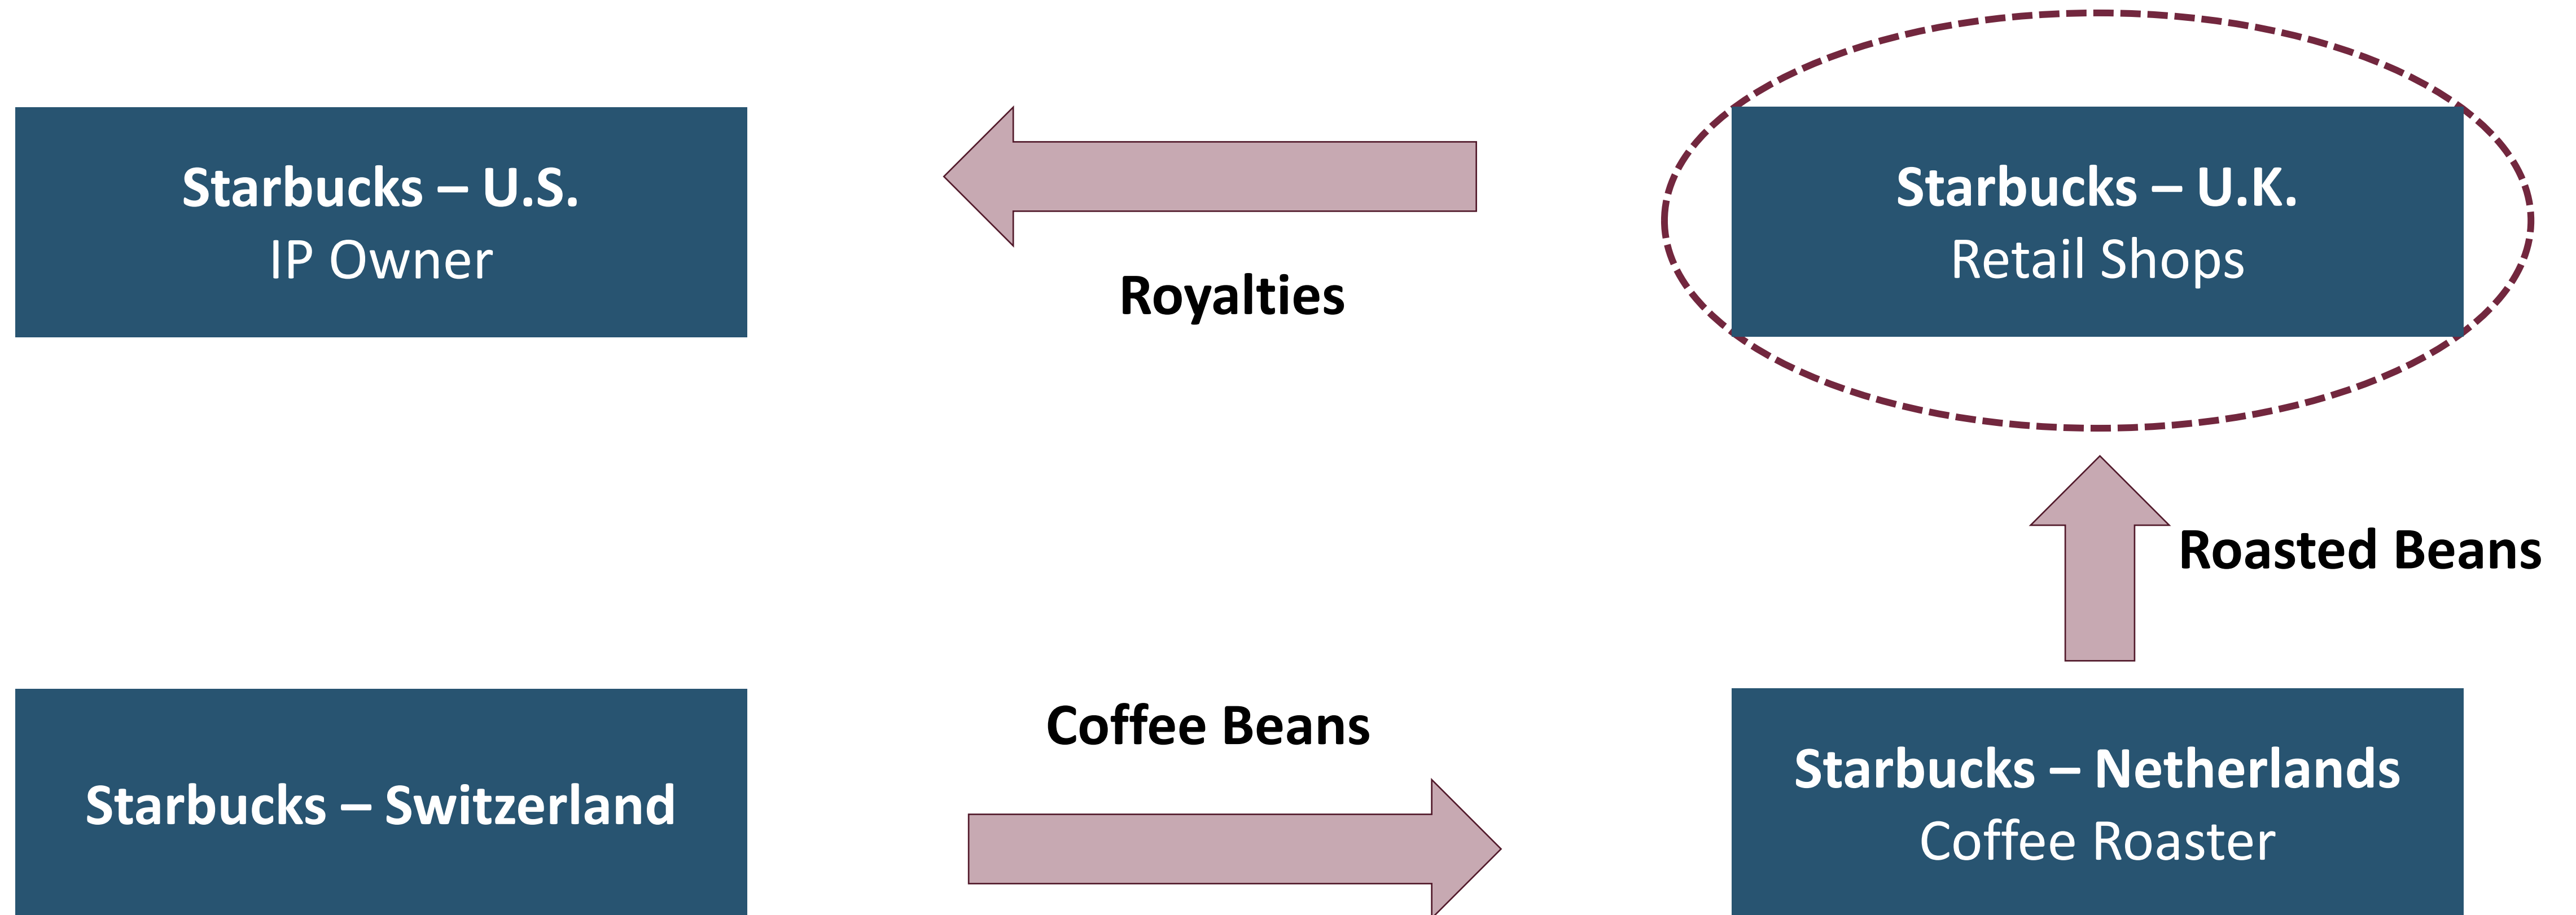 Starbucks – U.S.
IP Owner
Royalties
Starbucks – U.K.
Retail Shops
Roasted Beans
Starbucks – Switzerland
Coffee Beans
Starbucks – Netherlands
Coffee Roaster